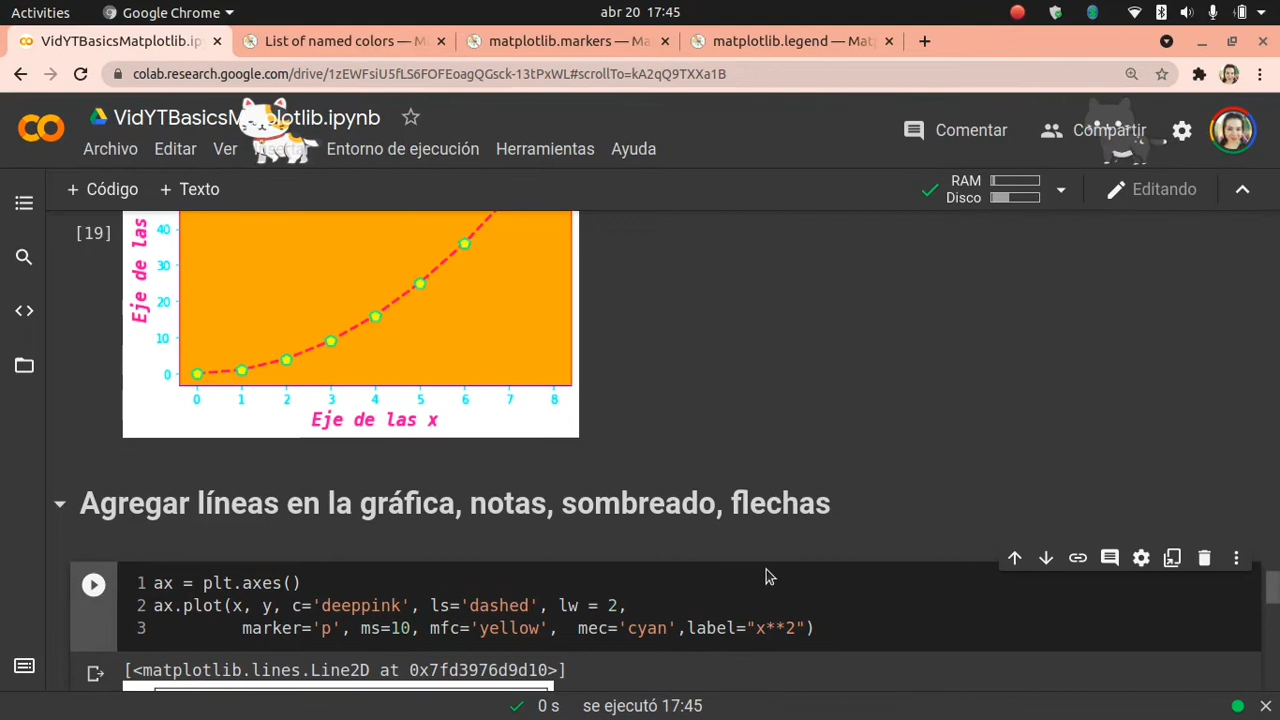 Activities
Google Chrome
abr 20 17:45
VidYTBasicsMatplotlib.ip
List of named colors — M
matplotlib.markers — Ma
matplotlib.legend — Mat
colab.research.google.com/drive/1zEWFsiU5fLS6FOFEoagQGsck-13tPxWL#scrollTo=kA2qQ9TXXa1B
VidYTBasicsMatplotlib.ipynb
Comentar
Compartir
Archivo
Editar
Ver
Insertar
Entorno de ejecución
Herramientas
Ayuda
+ Código
+ Texto
RAM
Disco
Editando
[19]
Eje de las
40
30
20
10
0
0 1 2 3 4 5 6 7 8
Eje de las x
Agregar líneas en la gráfica, notas, sombreado, flechas
1 ax = plt.axes()
2 ax.plot(x, y, c='deeppink', ls='dashed', lw = 2,
3 marker='p', ms=10, mfc='yellow', mec='cyan',label="x**2")
[<matplotlib.lines.Line2D at 0x7fd3976d9d10>]
0 s
se ejecutó 17:45